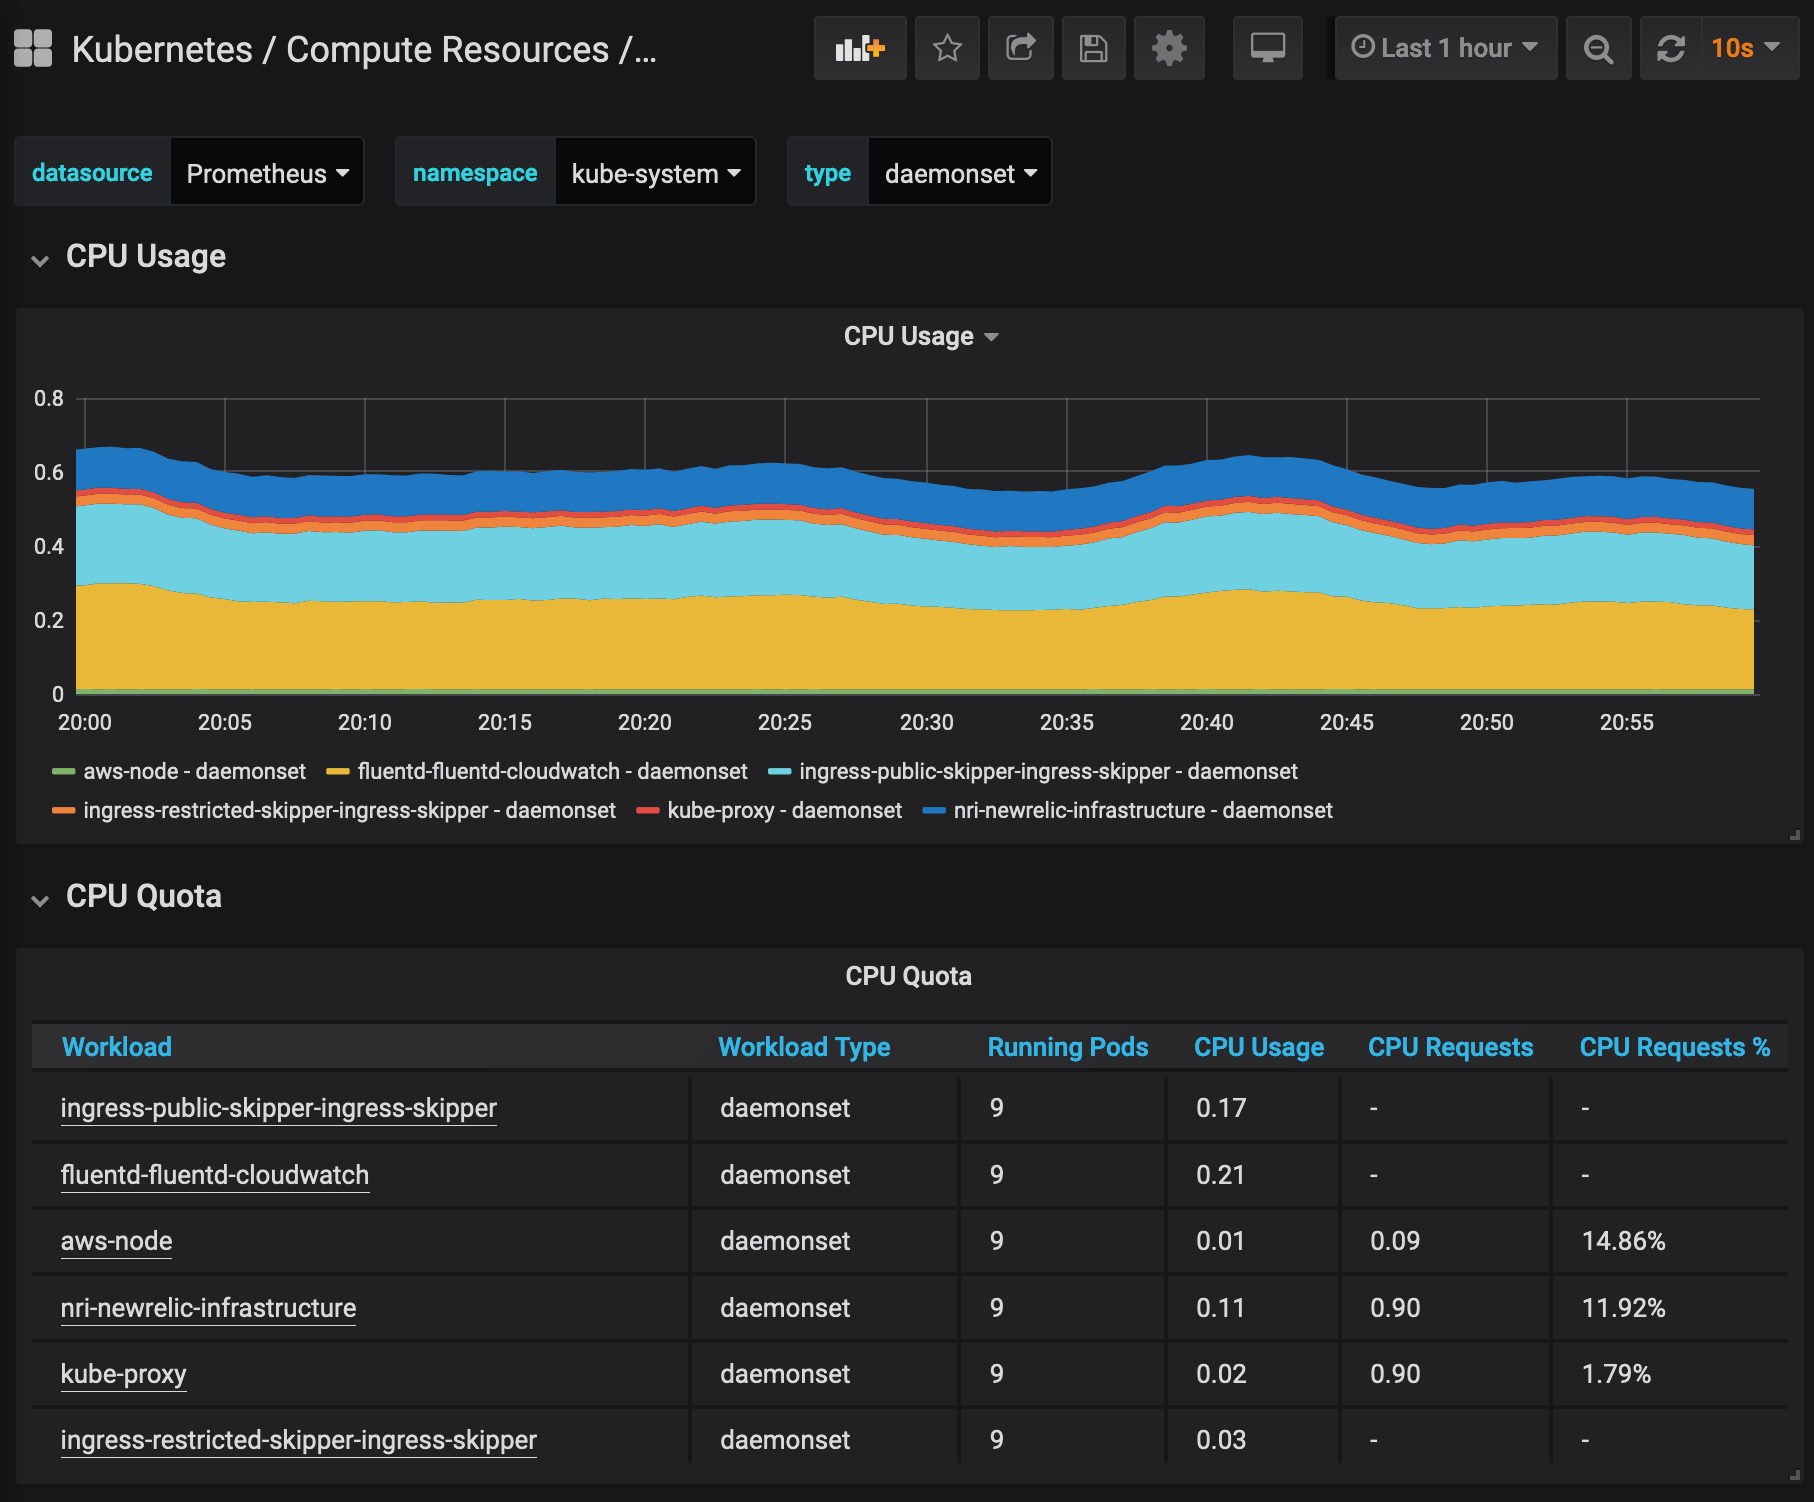 Kubernetes / Compute Resources /... Last 1 hour 10s
datasource Prometheus namespace kube-system type daemonset
CPU Usage
CPU Usage
0.8
0.6
0.4
0.2
0
20:00 20:05 20:10 20:15 20:20 20:25 20:30 20:35 20:40 20:45 20:50 20:55
aws-node - daemonset fluentd-fluentd-cloudwatch - daemonset ingress-public-skipper-ingress-skipper - daemonset
ingress-restricted-skipper-ingress-skipper - daemonset kube-proxy - daemonset nri-newrelic-infrastructure - daemonset
CPU Quota
CPU Quota
Workload Workload Type Running Pods CPU Usage CPU Requests CPU Requests %
ingress-public-skipper-ingress-skipper daemonset 9 0.17 - -
fluentd-fluentd-cloudwatch daemonset 9 0.21 - -
aws-node daemonset 9 0.01 0.09 14.86%
nri-newrelic-infrastructure daemonset 9 0.11 0.90 11.92%
kube-proxy daemonset 9 0.02 0.90 1.79%
ingress-restricted-skipper-ingress-skipper daemonset 9 0.03 - -